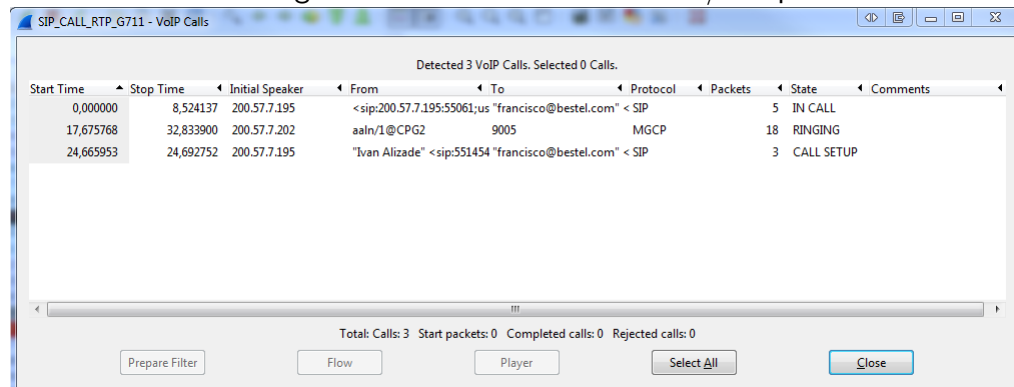 SIP_CALL_RTP_G711 - VoIP Calls
Detected 3 VoIP Calls. Selected 0 Calls.
Start Time Stop Time Initial Speaker From To Protocol Packets State Comments
0,000000 8,524137 200.57.7.195 <sip:200.57.7.195:55061;us "francisco@bestel.com" < SIP 5 IN CALL
17,675768 32,833900 200.57.7.202 aaln/1@CPG2 9005 MGCP 18 RINGING
24,665953 24,692752 200.57.7.195 "Ivan Alizade" <sip:551454 "francisco@bestel.com" < SIP 3 CALL SETUP
Total: Calls: 3 Start packets: 0 Completed calls: 0 Rejected calls: 0
Prepare Filter Flow Player Select All Close